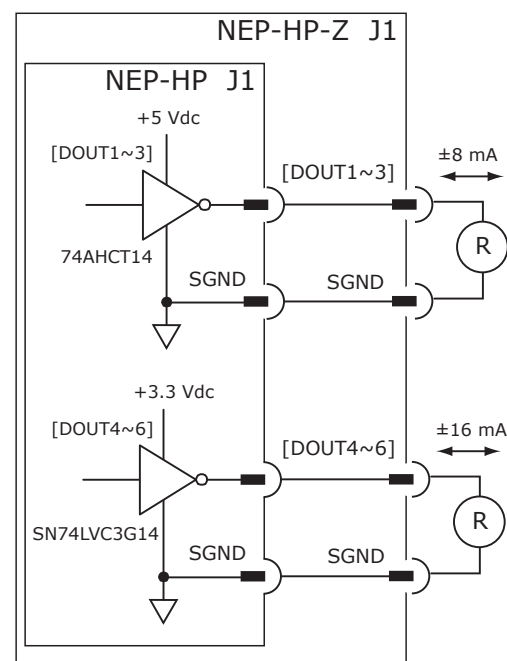 NEP-HP-Z J1
NEP-HP J1
+5 Vdc
[DOUT1~3]
[DOUT1~3]
±8 mA
R
74AHCT14
SGND
SGND
+3.3 Vdc
[DOUT4~6]
[DOUT4~6]
±16 mA
R
SN74LVC3G14
SGND
SGND